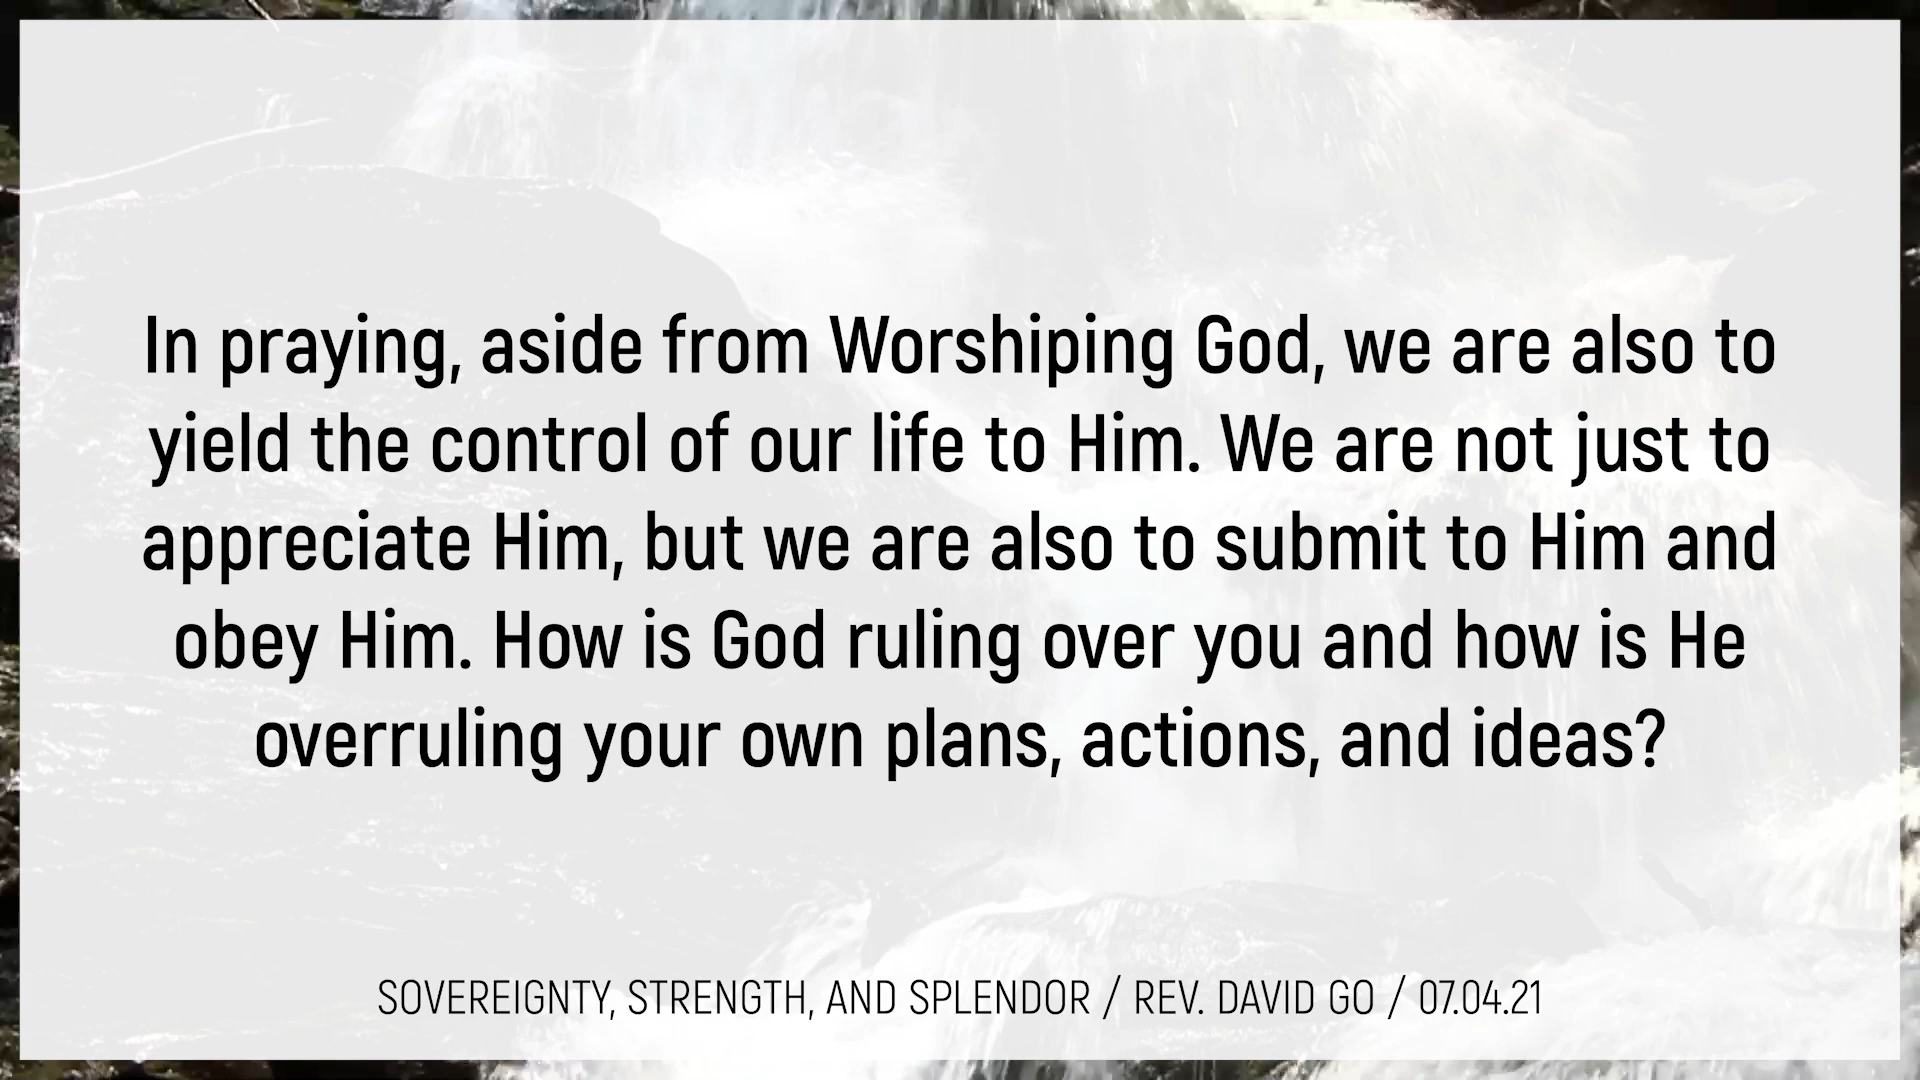 In praying, aside from Worshiping God, we are also to
yield the control of our life to Him. We are not just to
appreciate Him, but we are also to submit to Him and
obey Him. How is God ruling over you and how is He
overruling your own plans, actions, and ideas?
SOVEREIGNTY, STRENGTH, AND SPLENDOR / REV. DAVID GO / 07.04.21